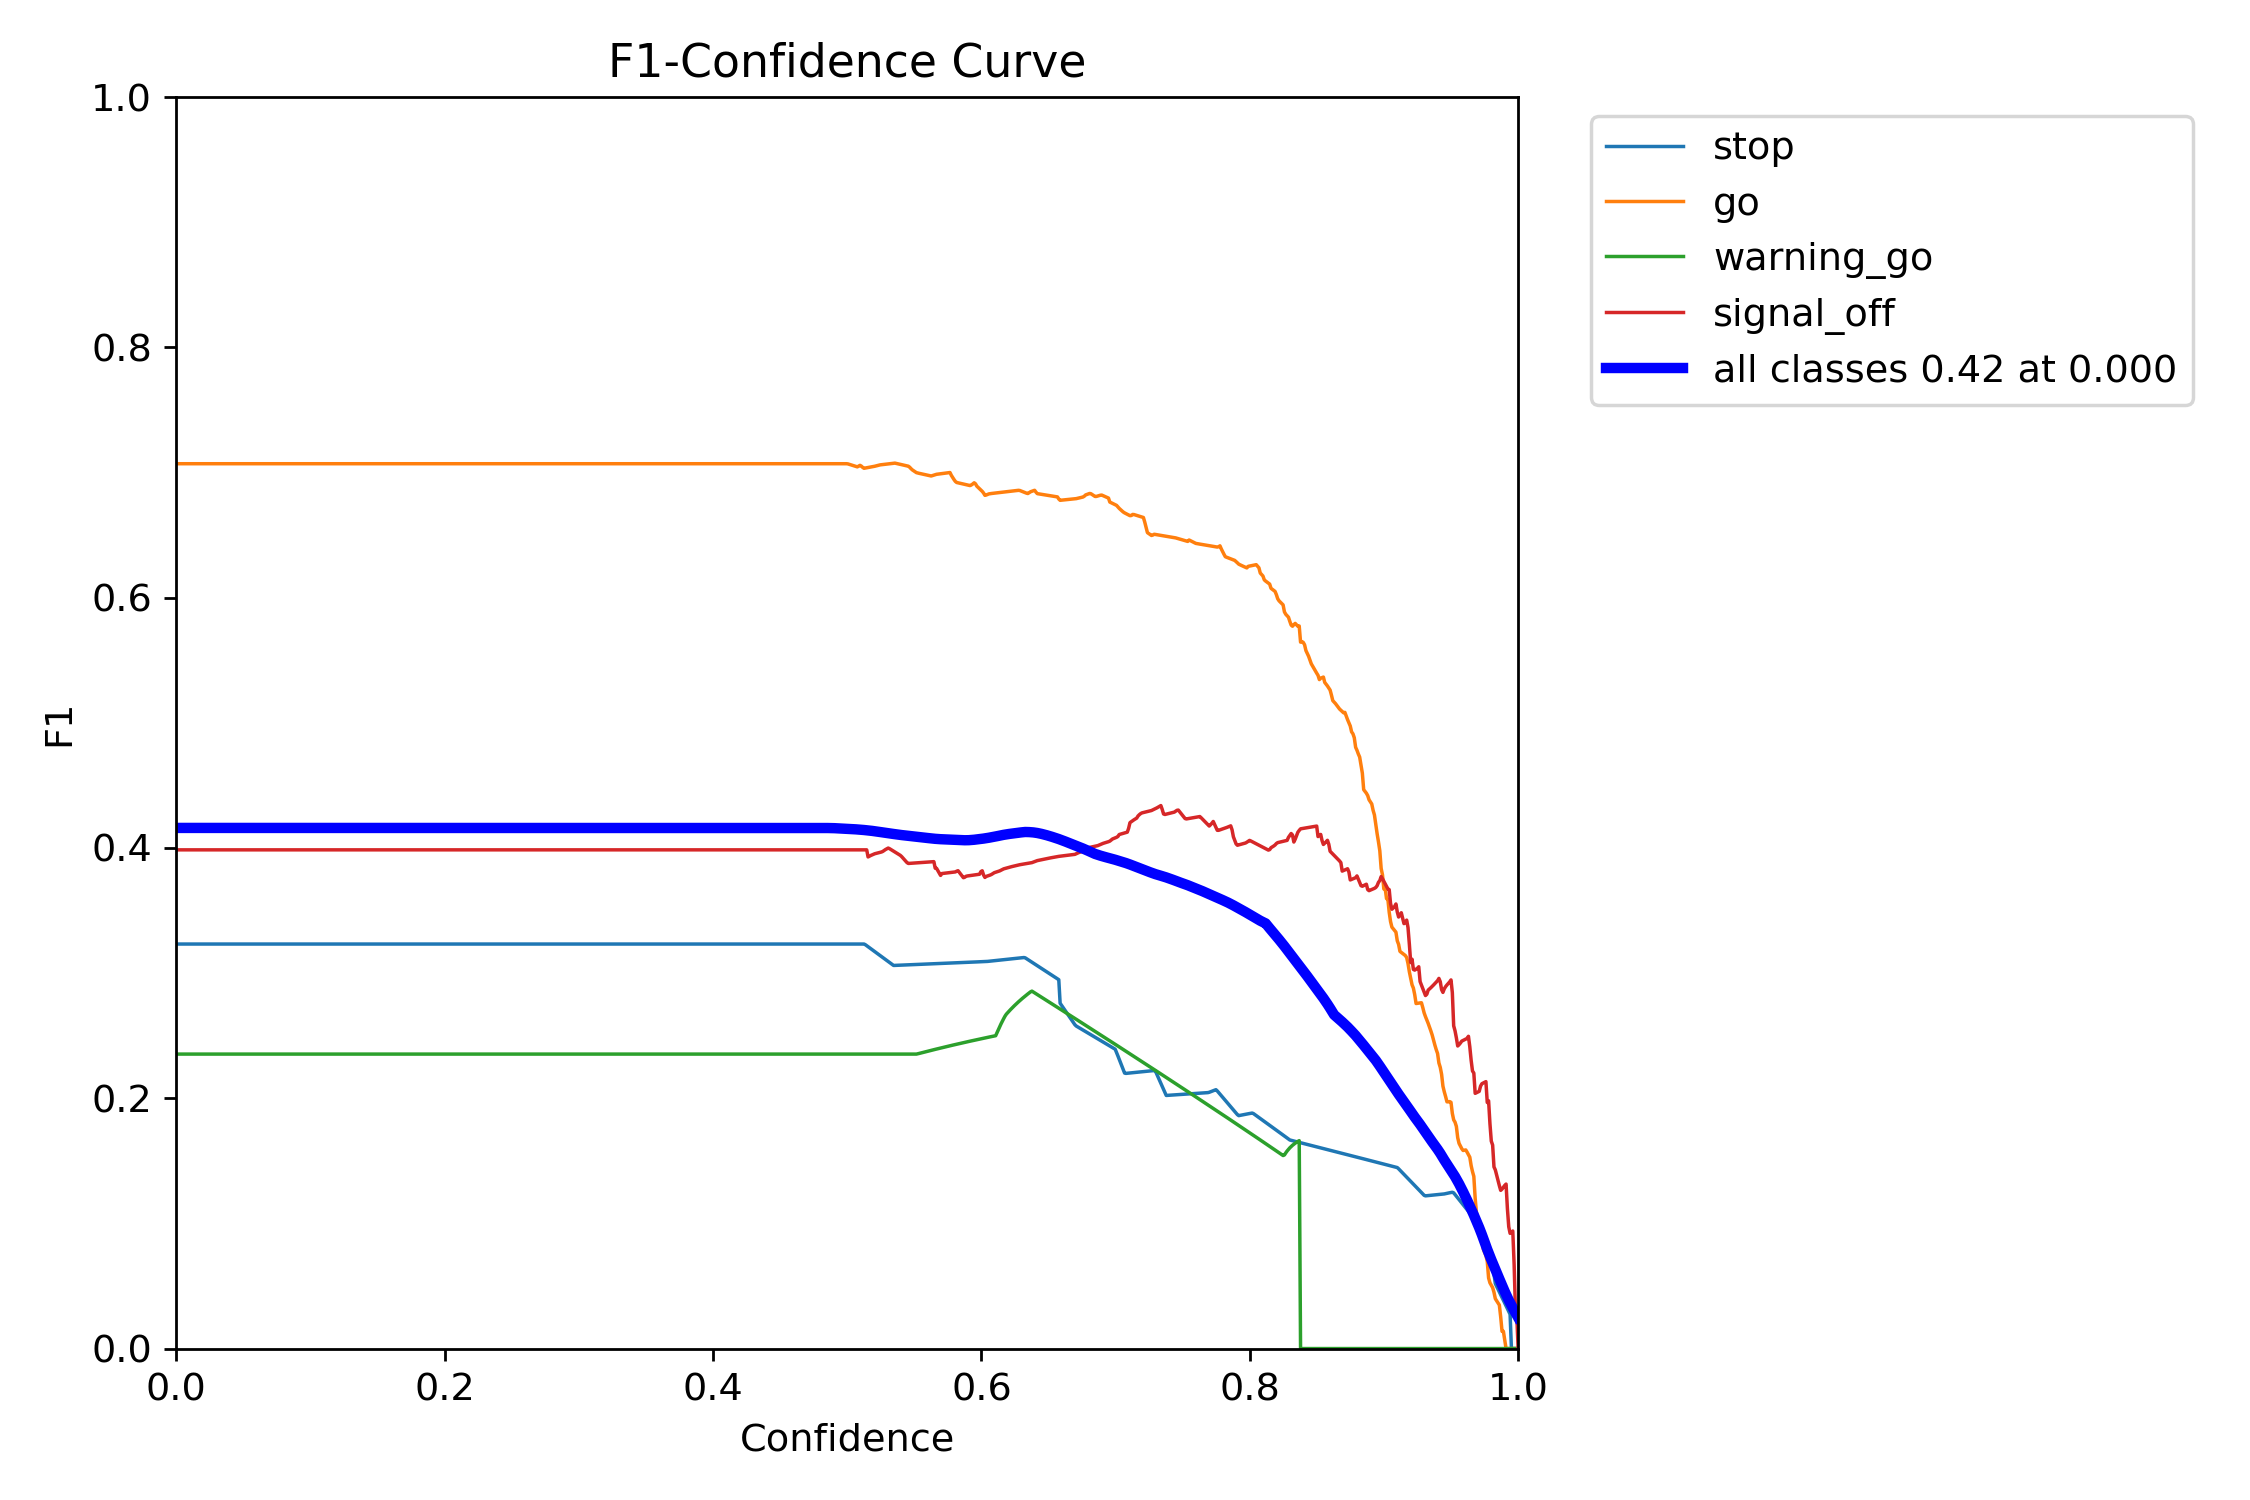 F1-Confidence Curve
1.0
0.8
0.6
0.4
0.2
0.0
F1
0.0 0.2 0.4 0.6 0.8 1.0
Confidence
stop
go
warning_go
signal_off
all classes 0.42 at 0.000